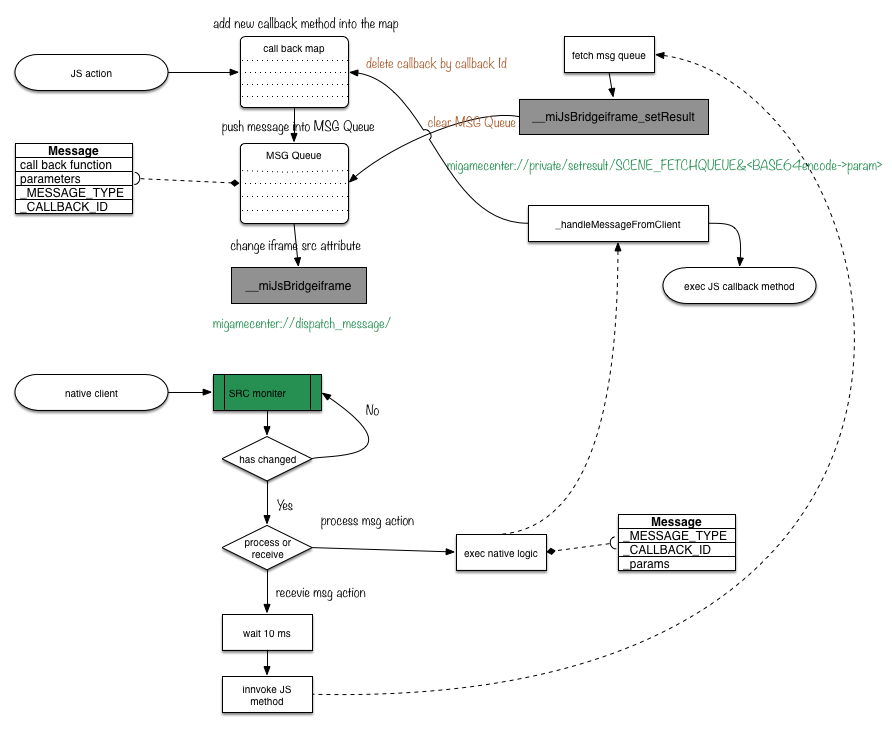 add new callback method into the map
call back map
fetch msg queue
delete callback by callback Id
JS action
push message into MSG Queue
clear MSG Queue
__miJsBridgeiframe_setResult
Message
call back function
parameters
_MESSAGE_TYPE
_CALLBACK_ID
MSG Queue
migamecenter://private/setresult/SCENE_FETCHQUEUE&<BASE64encode->param>
_handleMessageFromClient
change iframe src attribute
__miJsBridgeiframe
exec JS callback method
migamecenter://dispatch_message/
native client
SRC moniter
No
has changed
Yes
process msg action
process or
receive
exec native logic
Message
_MESSAGE_TYPE
_CALLBACK_ID
_params
recevie msg action
wait 10 ms
innvoke JS
method